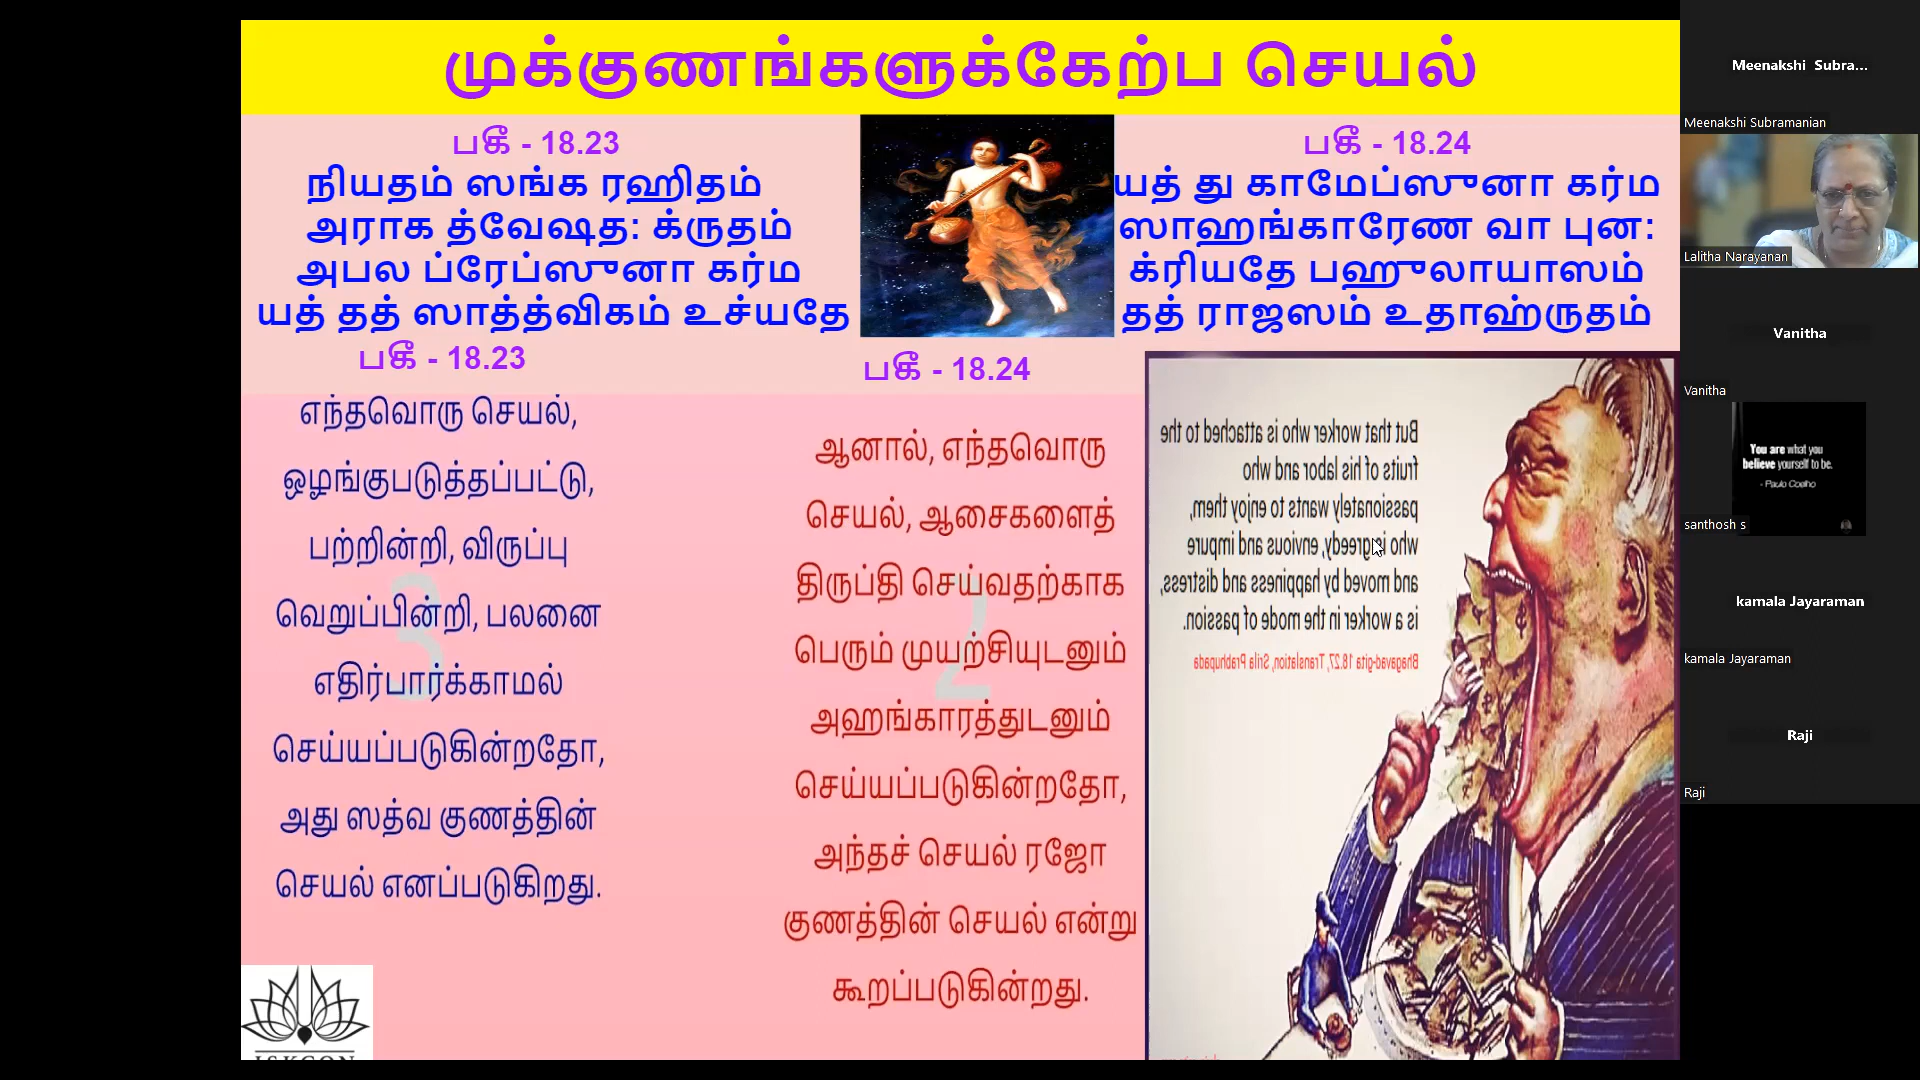 முக்குணங்களுக்கேற்ப செயல்
பகீ - 18.23
நியதம் ஸங்க ரஹிதம்
அராக த்வேஷத: க்ருதம்
அபல ப்ரேப்ஸுனா கர்ம
யத் தத் ஸாத்த்விகம் உச்யதே
பகீ - 18.24
யத் து காமேப்ஸுனா கர்ம
ஸாஹங்காரேண வா புன:
க்ரியதே பஹுலாயாஸம்
தத் ராஜஸம் உதாஹ்ருதம்
பகீ - 18.23
எந்தவொரு செயல்,
ஒழங்குபடுத்தப்பட்டு,
பற்றின்றி, விருப்பு
வெறுப்பின்றி, பலனை
எதிர்பார்க்காமல்
செய்யப்படுகின்றதோ,
அது ஸத்வ குணத்தின்
செயல் எனப்படுகிறது.
3
பகீ - 18.24
ஆனால், எந்தவொரு
செயல், ஆசைகளைத்
திருப்தி செய்வதற்காக
பெரும் முயற்சியுடனும்
அஹங்காரத்துடனும்
செய்யப்படுகின்றதோ,
அந்தச் செயல் ரஜோ
குணத்தின் செயல் என்று
கூறப்படுகின்றது.
2
But that worker who is attached to the
fruits of his labor and who
passionately wants to enjoy them,
who is greedy, envious and impure
and moved by happiness and distress,
is a worker in the mode of passion.
Bhagavad-gita 18.27, Translation, Srila Prabhupada
ISKCON
Meenakshi Subra...
Meenakshi Subramanian
Lalitha Narayanan
Vanitha
Vanitha
You are what you
believe yourself to be.
- Paulo Coelho
santhosh s
kamala Jayaraman
kamala Jayaraman
Raji
Raji